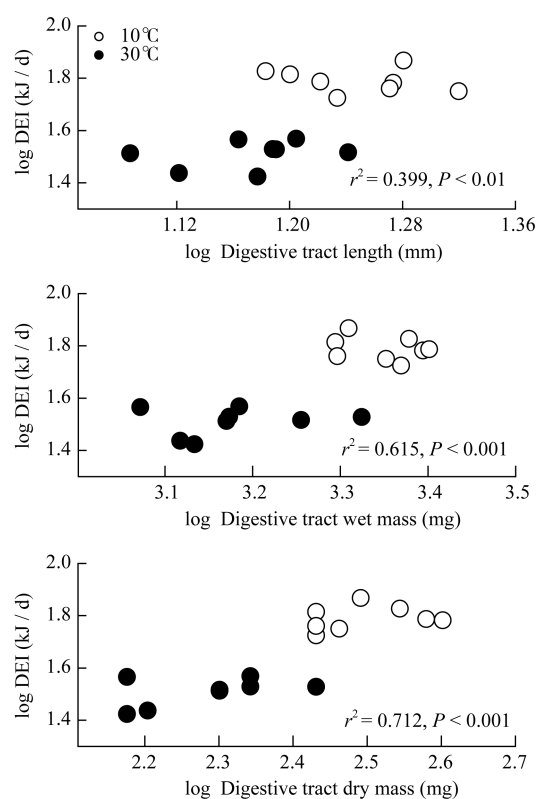 2.0
10℃
30℃
1.8
1.6
1.4
log DEI (kJ / d)
r² = 0.399, P < 0.01
1.12 1.20 1.28 1.36
log Digestive tract length (mm)
2.0
1.8
1.6
1.4
log DEI (kJ / d)
r² = 0.615, P < 0.001
3.1 3.2 3.3 3.4 3.5
log Digestive tract wet mass (mg)
2.0
1.8
1.6
1.4
log DEI (kJ / d)
r² = 0.712, P < 0.001
2.2 2.3 2.4 2.5 2.6 2.7
log Digestive tract dry mass (mg)